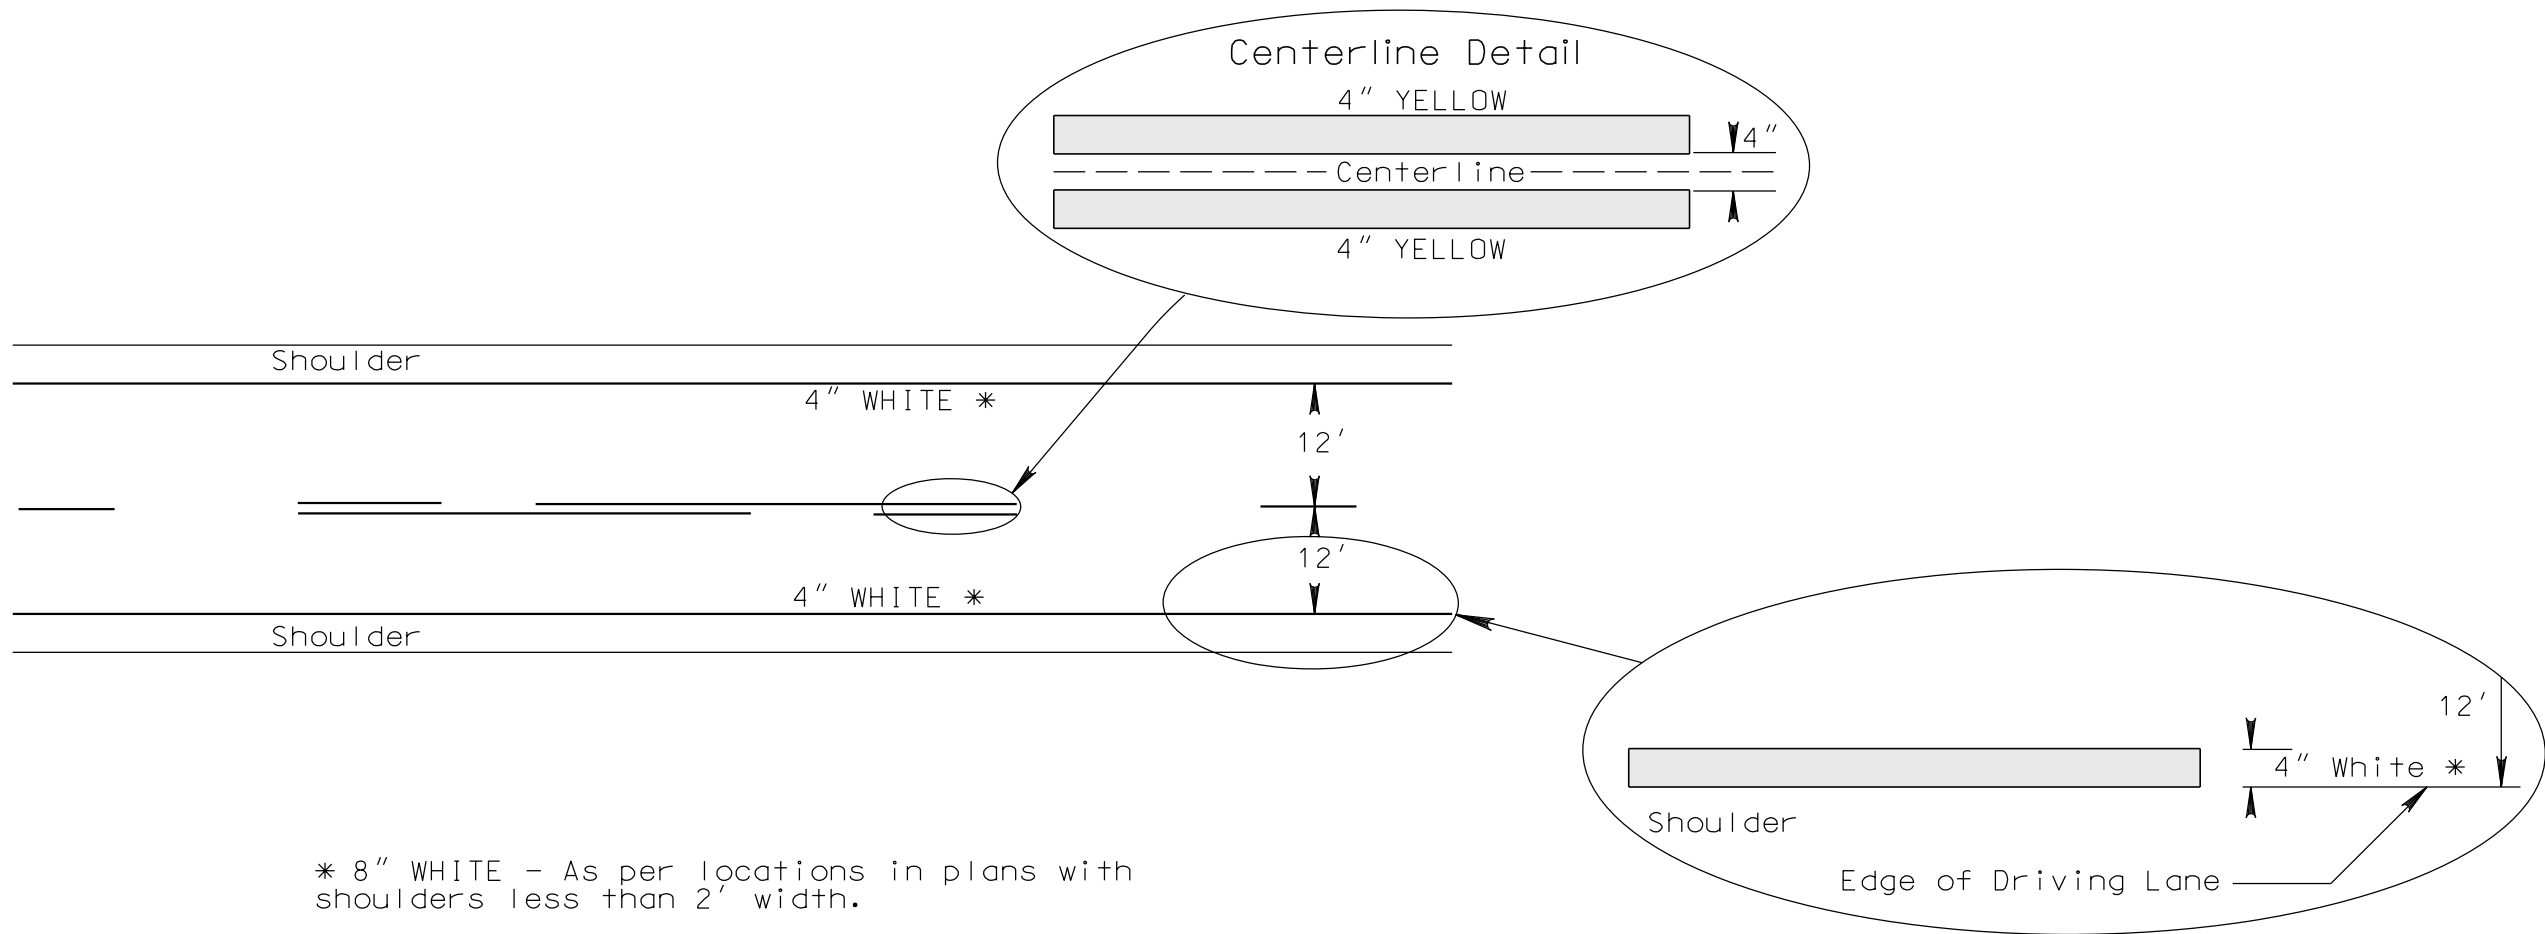 Centerline Detail
4" YELLOW
4"
Centerline
4" YELLOW
Shoulder
4" WHITE *
12'
12'
4" WHITE *
Shoulder
12'
4" White *
Shoulder
Edge of Driving Lane
* 8" WHITE - As per locations in plans with
shoulders less than 2' width.